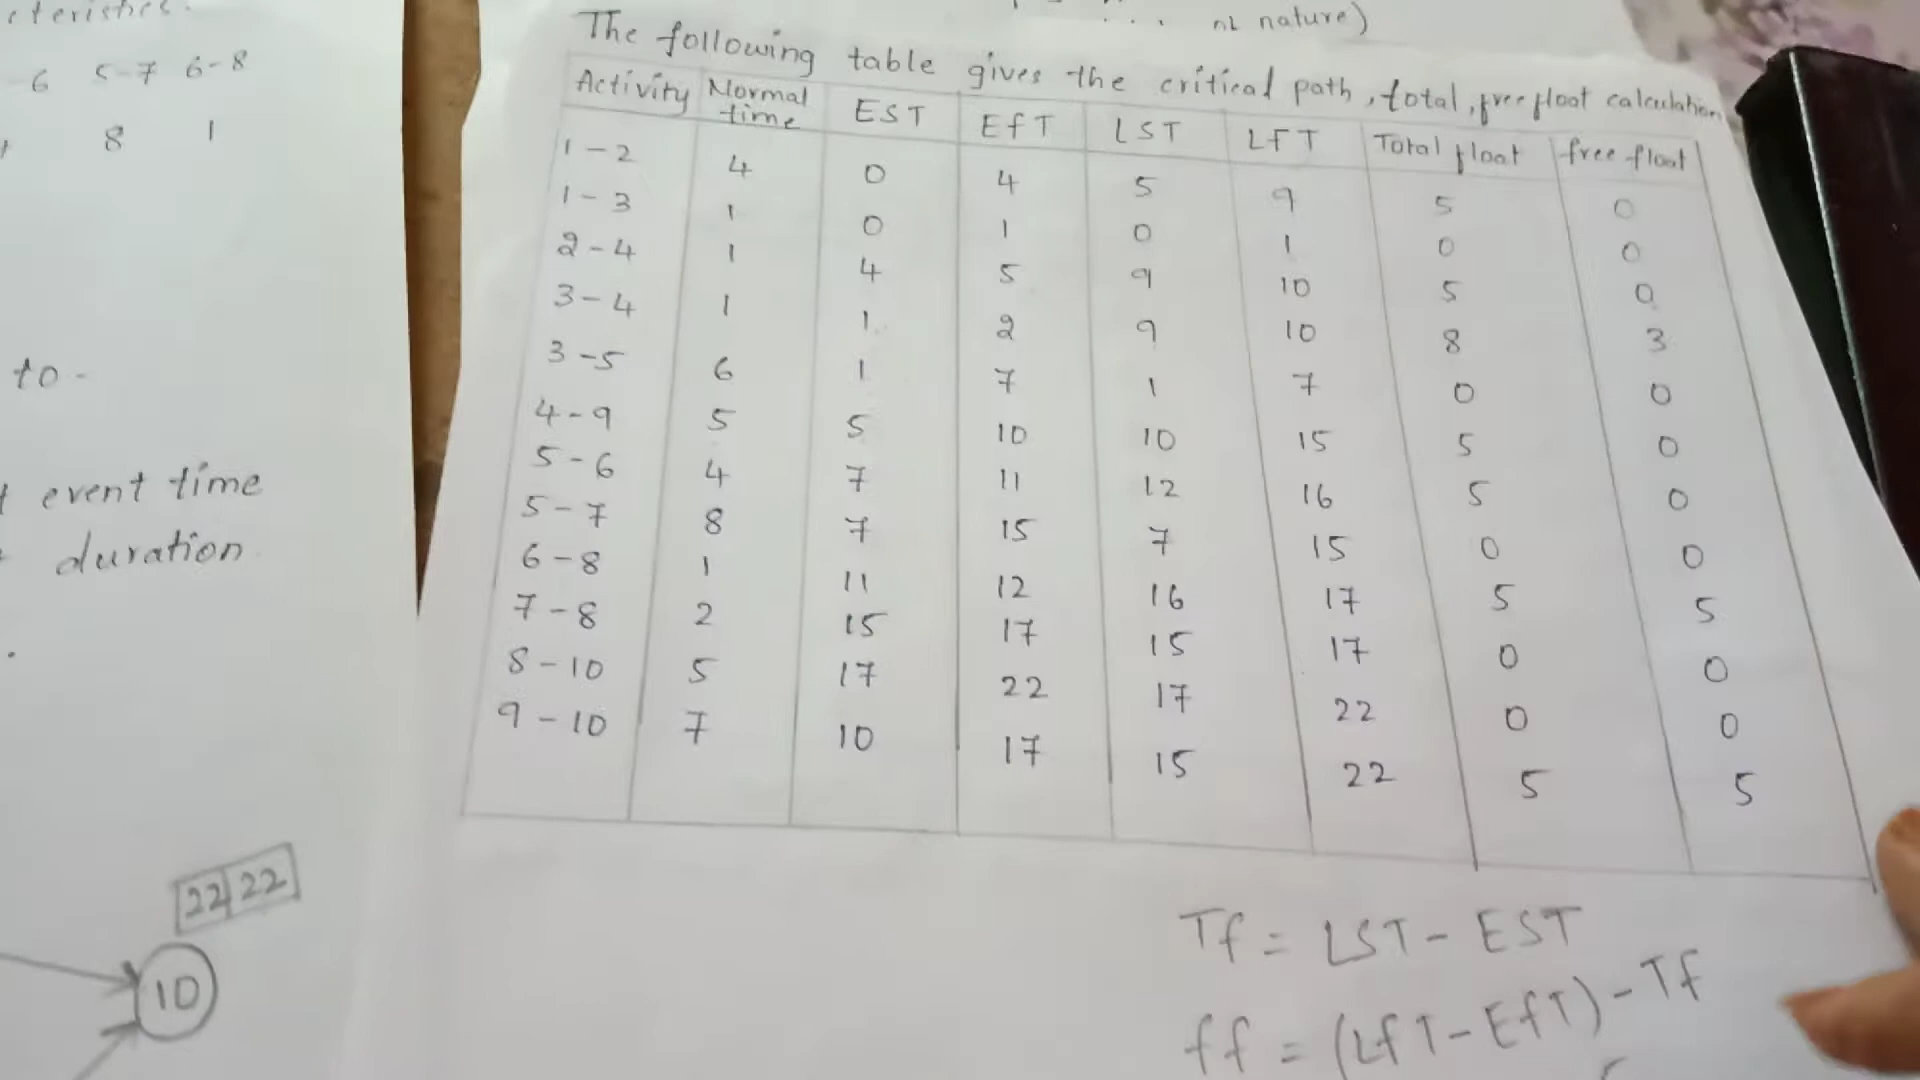 cteristics.
-6 5-7 6-8
8 1
to -
event time
duration
22 22
10
nt nature)
The following table gives the critical path, total, free float calculation
Activity Normal time EST EfT LST LFT Total float free float
1-2 4 0 4 5 9 5 0
1-3 1 0 1 0 1 0 0
2-4 1 4 5 9 10 5 0
3-4 1 1 2 9 10 8 3
3-5 6 1 7 1 7 0 0
4-9 5 5 10 10 15 5 0
5-6 4 7 11 12 16 5 0
5-7 8 7 15 7 15 0 0
6-8 1 11 12 16 17 5 5
7-8 2 15 17 15 17 0 0
8-10 5 17 22 17 22 0 0
9-10 7 10 17 15 22 5 5
Tf = LST - EST
ff = (LfT - EfT) - Tf